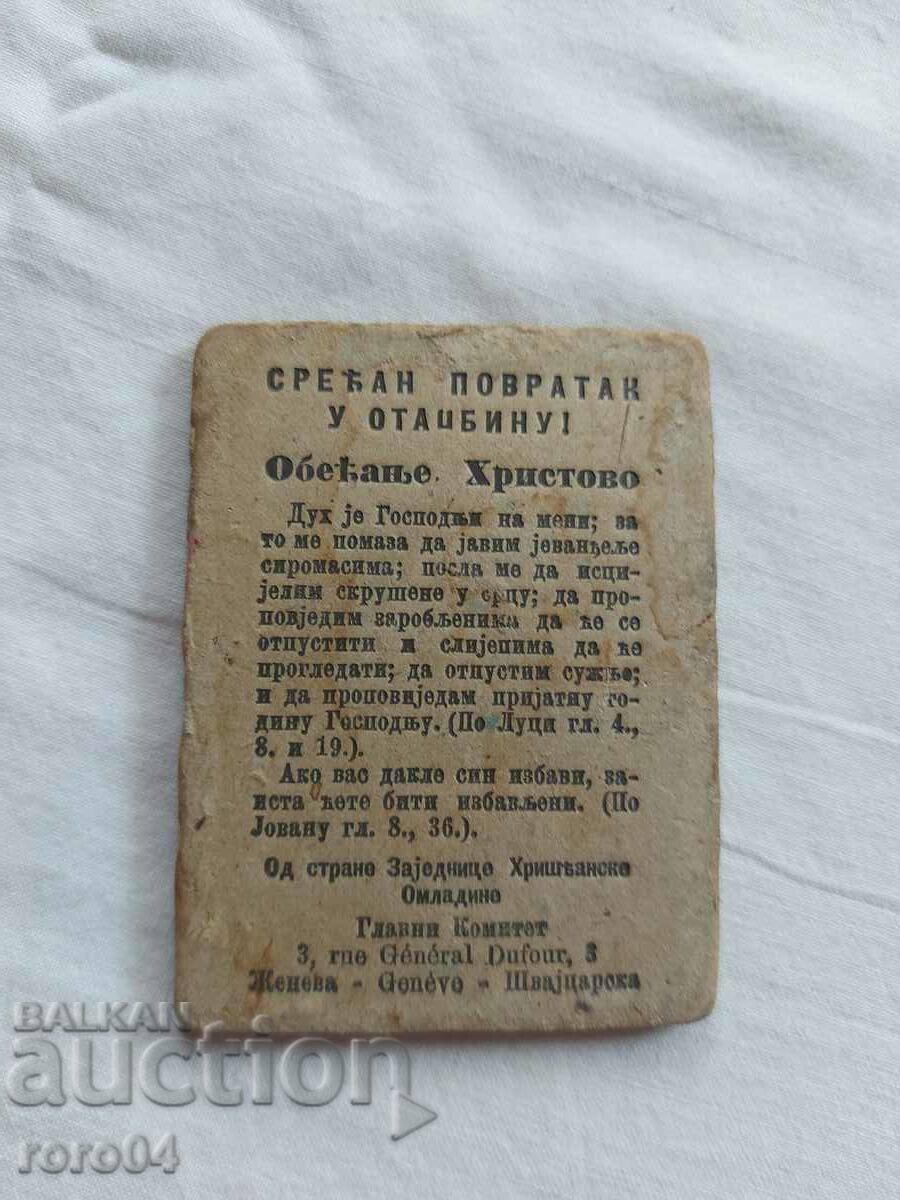 СРЕЋАН ПОВРАТАК
У ОТАЏБИНУ!
Обећање Христово
Дух је Господњи на мени; за
то ме помаза да јавим јеванђеље
сиромасима; посла ме да исци-
јелим скрушене у срцу; да про-
повједим заробљенима да ће се
отпустити и слијепима да ће
прогледати; да отпустим сужње;
и да проповиједам пријатну го-
дину Господњу. (По Луци гл. 4.,
8. и 19.).
Ако вас дакле син избави, за-
иста ћете бити избављени. (По
Јовану гл. 8., 36.).
Од стране Заједнице Хришћанске
Омладине
Главни Комитет
3, rue Général Dufour, 3
Женева - Genève - Швајцарска
BALKAN
auction
roro04